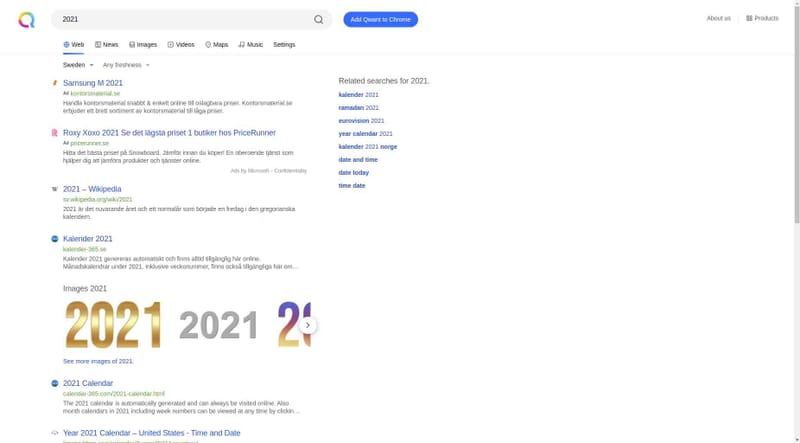 2021
Add Qwant to Chrome
About us
Products
Web
News
Images
Videos
Maps
Music
Settings
Sweden
Any freshness
Samsung M 2021
Ad kontorsmaterial.se
Handla kontorsmaterial snabbt & enkelt online till oslagbara priser. Kontorsmaterial.se
erbjuder ett brett sortiment av kontorsmaterial till låga priser.
Roxy Xoxo 2021 Se det lägsta priset 1 butiker hos PriceRunner
Ad pricerunner.se
Hitta det bästa priset på Snowboard. Jämför innan du köper! En oberoende tjänst som
hjälper dig att jämföra produkter och tjänster online.
Ads by Microsoft - Confidentiality
2021 – Wikipedia
sv.wikipedia.org/wiki/2021
2021 är det nuvarande året och ett normalår som började en fredag i den gregorianska
kalendern.
Kalender 2021
kalender-365.se
Kalender 2021 genereras automatiskt och finns alltid tillgänglig här online.
Månadskalendrar under 2021, inklusive veckonummer, finns också tillgängliga här om...
Images 2021
2021
2021
See more images of 2021.
2021 Calendar
calendar-365.com/2021-calendar.html
The 2021 calendar is automatically generated and can always be visited online. Also
month calendars in 2021 including week numbers can be viewed at any time by clickin...
Year 2021 Calendar – United States - Time and Date
Related searches for 2021.
kalender 2021
ramadan 2021
eurovision 2021
year calendar 2021
kalender 2021 norge
date and time
date today
time date